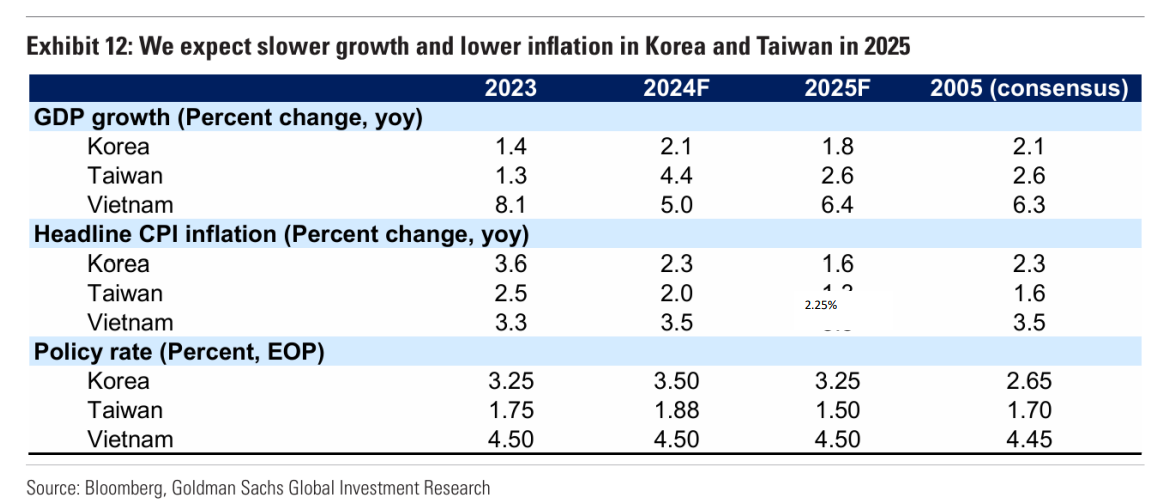 Exhibit 12: We expect slower growth and lower inflation in Korea and Taiwan in 2025
2023 2024F 2025F 2005 (consensus)
GDP growth (Percent change, yoy)
Korea 1.4 2.1 1.8 2.1
Taiwan 1.3 4.4 2.6 2.6
Vietnam 8.1 5.0 6.4 6.3
Headline CPI inflation (Percent change, yoy)
Korea 3.6 2.3 1.6 2.3
Taiwan 2.5 2.0 1.6
2.25%
Vietnam 3.3 3.5 3.5
Policy rate (Percent, EOP)
Korea 3.25 3.50 3.25 2.65
Taiwan 1.75 1.88 1.50 1.70
Vietnam 4.50 4.50 4.50 4.45
Source: Bloomberg, Goldman Sachs Global Investment Research